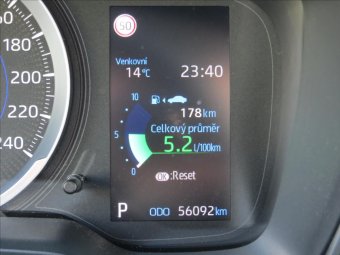 50
Venkovní
14°C 23:40
10
178km
Celkový průměr
5
5.2 l/100km
0
OK :Reset
P ODO 56092km
180
200
220
240